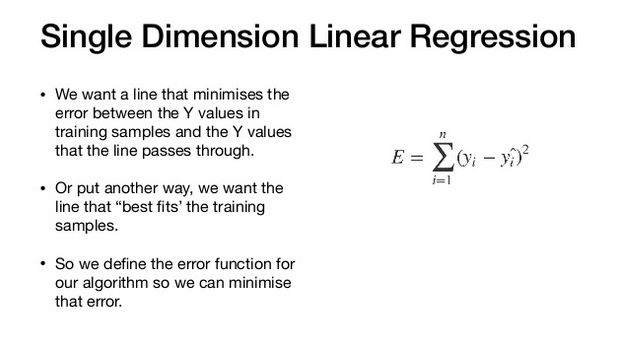 Single Dimension Linear Regression
• We want a line that minimises the
error between the Y values in
training samples and the Y values
that the line passes through.
• Or put another way, we want the
line that “best fits’ the training
samples.
• So we define the error function for
our algorithm so we can minimise
that error.
n
E = ∑(yᵢ − ŷᵢ)²
i=1